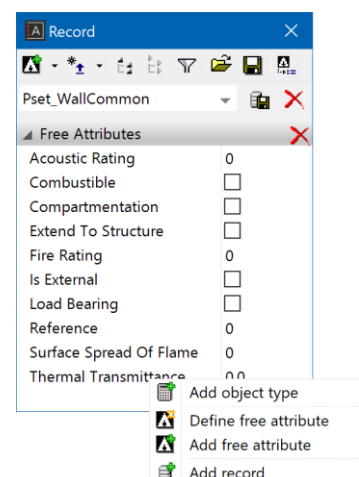 Record
Pset_WallCommon
Free Attributes
Acoustic Rating 0
Combustible
Compartmentation
Extend To Structure
Fire Rating 0
Is External
Load Bearing
Reference 0
Surface Spread Of Flame 0
Thermal Transmittance 0.0
Add object type
Define free attribute
Add free attribute
Add record